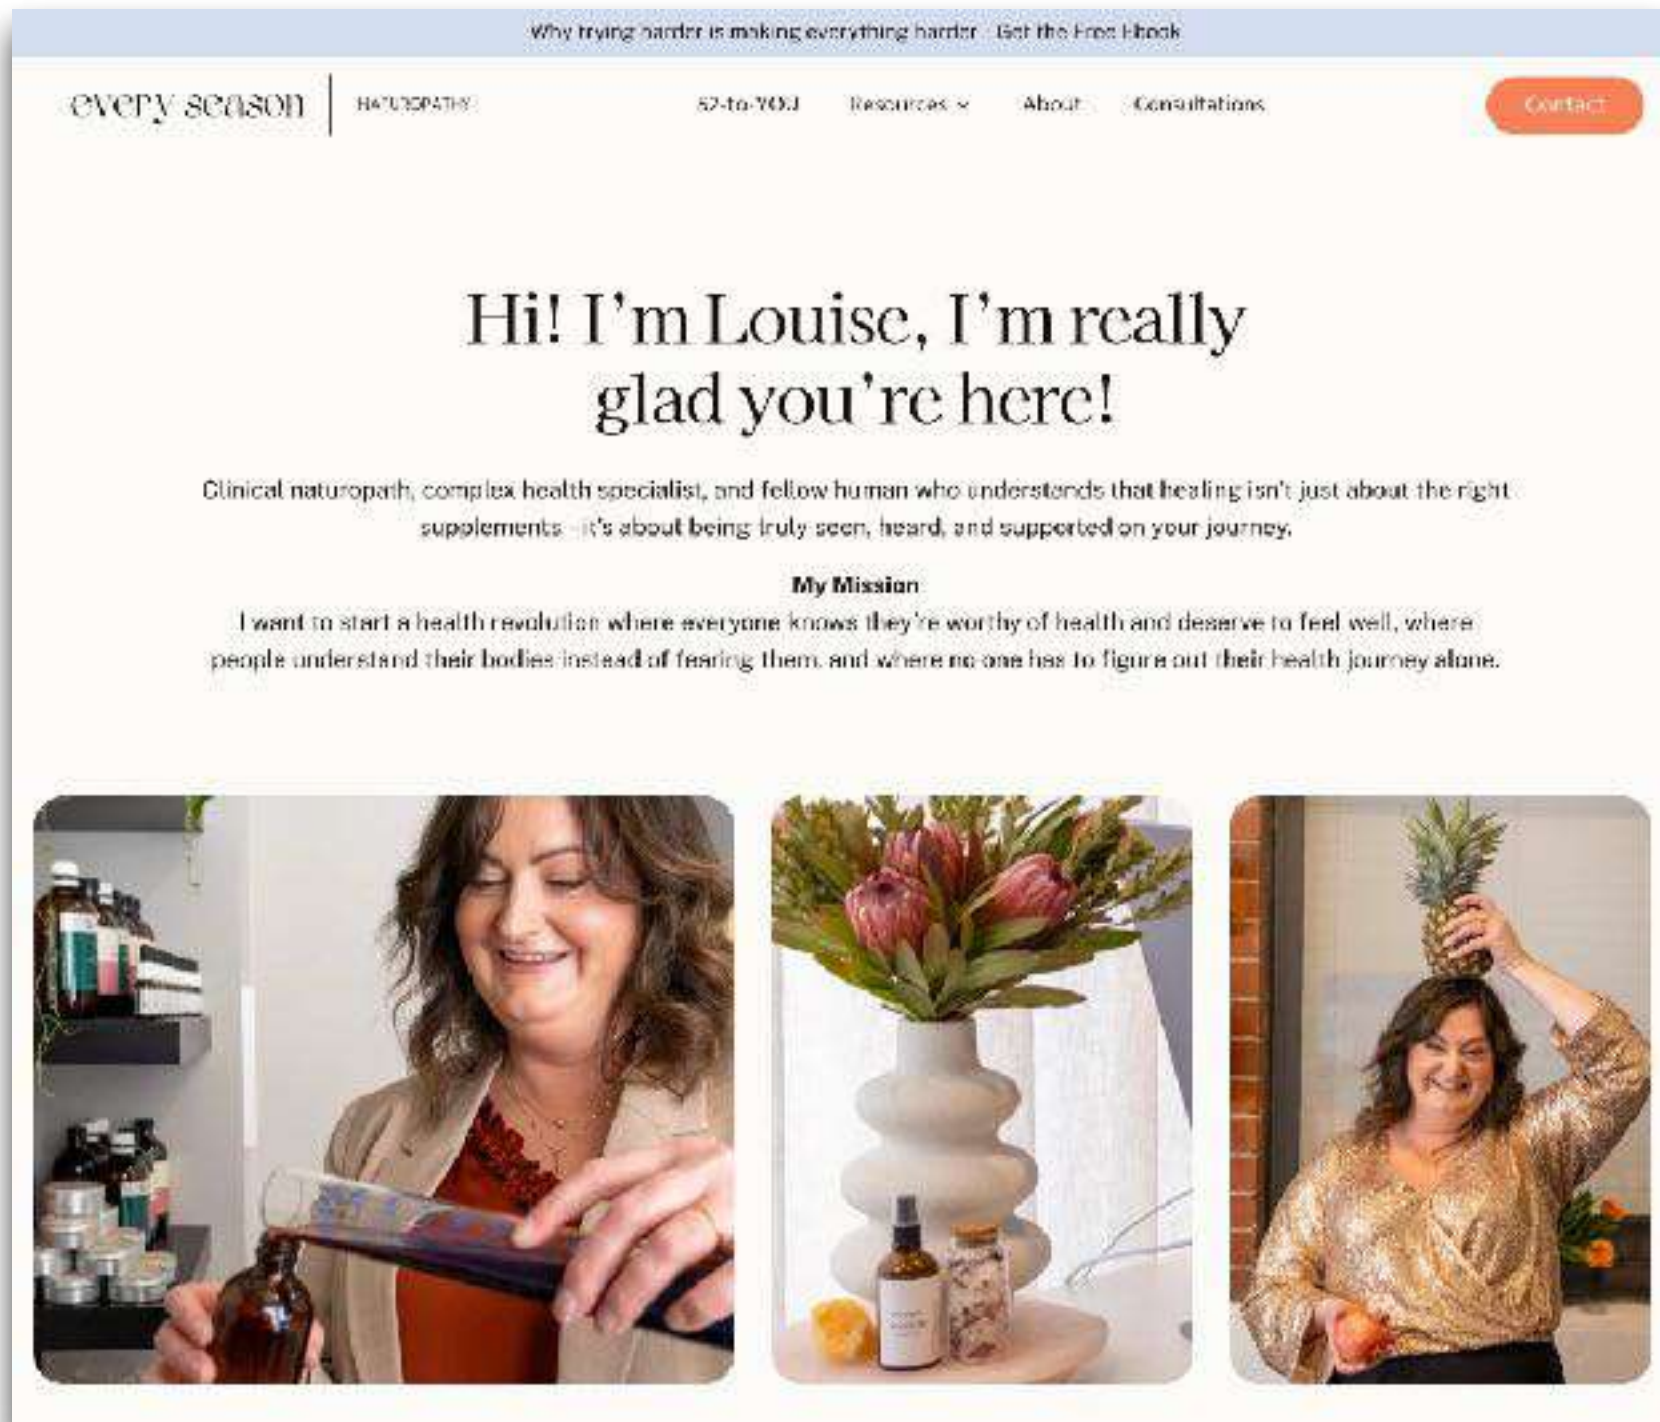 Why trying harder is making everything harder - Get the Free Ebook
every season
NATUROPATHY
52-to-YOU
Resources
About
Consultations
Contact
Hi! I'm Louise, I'm really
glad you're here!
Clinical naturopath, complex health specialist, and fellow human who understands that healing isn't just about the right
supplements - it's about being truly seen, heard, and supported on your journey.
My Mission
I want to start a health revolution where everyone knows they're worthy of health and deserve to feel well, where
people understand their bodies instead of fearing them, and where no one has to figure out their health journey alone.